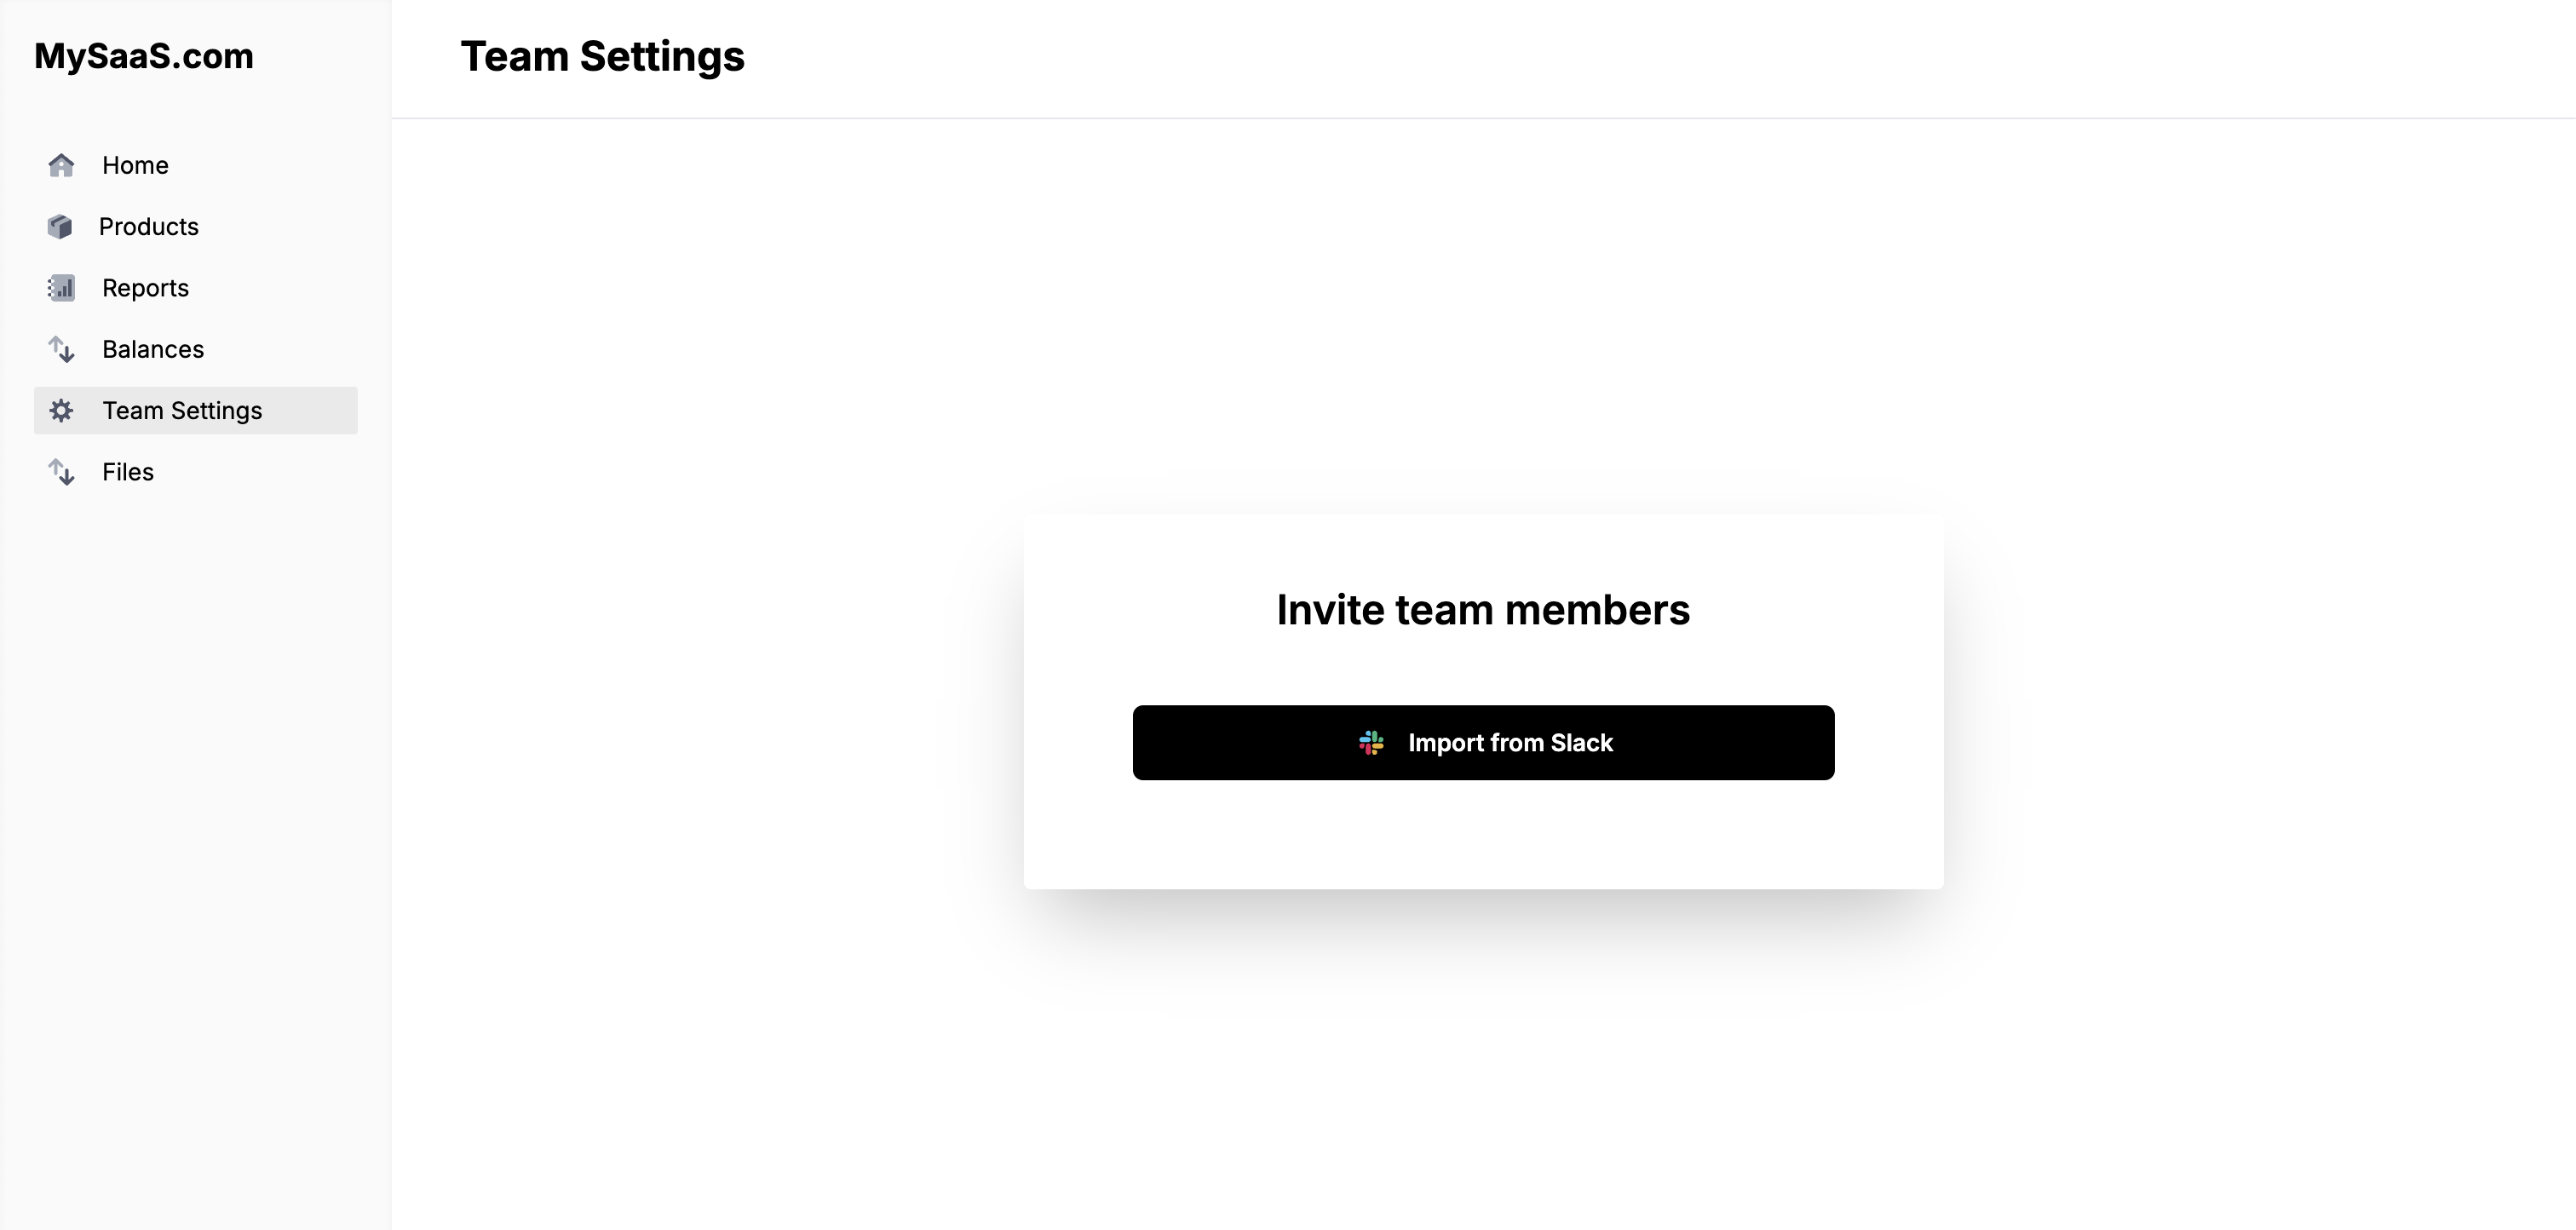 MySaaS.com
Home
Products
Reports
Balances
Team Settings
Files
Team Settings
Invite team members
Import from Slack